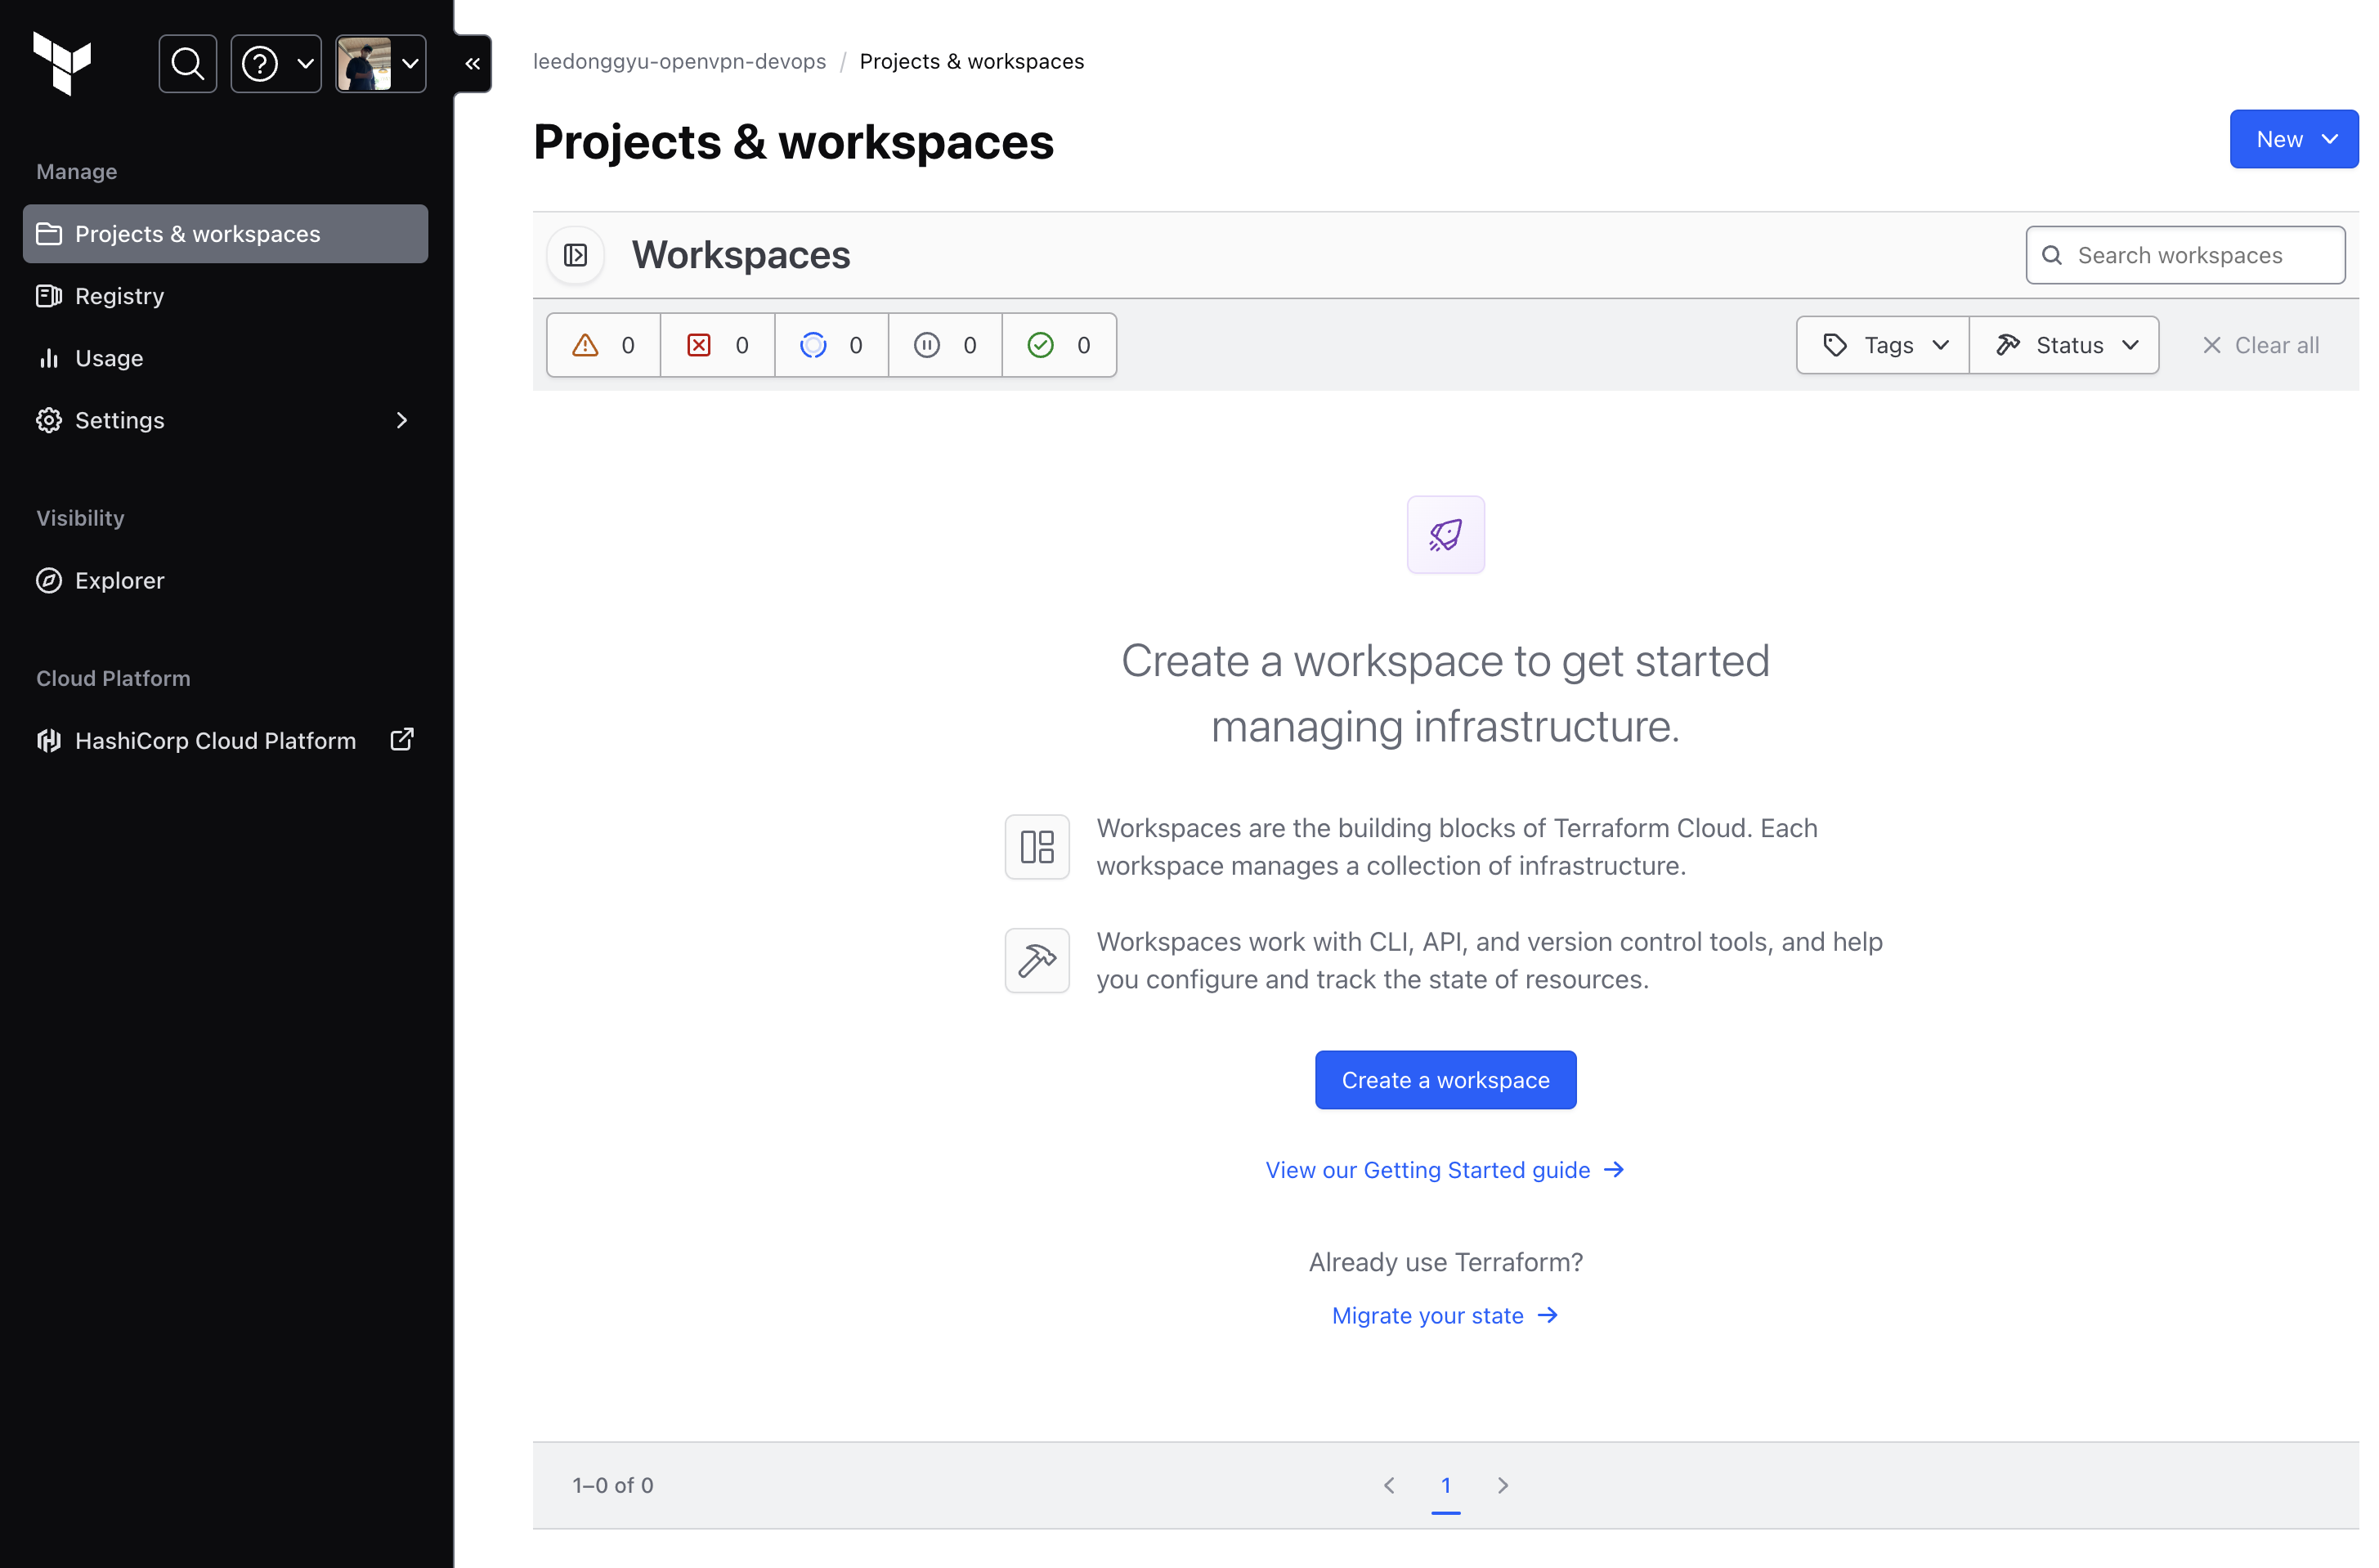 leedonggyu-openvpn-devops / Projects & workspaces
Manage
Projects & workspaces
Registry
Usage
Settings
Visibility
Explorer
Cloud Platform
HashiCorp Cloud Platform
Projects & workspaces
New
Workspaces
Search workspaces
0 0 0 0 0
Tags Status Clear all
Create a workspace to get started
managing infrastructure.
Workspaces are the building blocks of Terraform Cloud. Each
workspace manages a collection of infrastructure.
Workspaces work with CLI, API, and version control tools, and help
you configure and track the state of resources.
Create a workspace
View our Getting Started guide
Already use Terraform?
Migrate your state
1–0 of 0
1